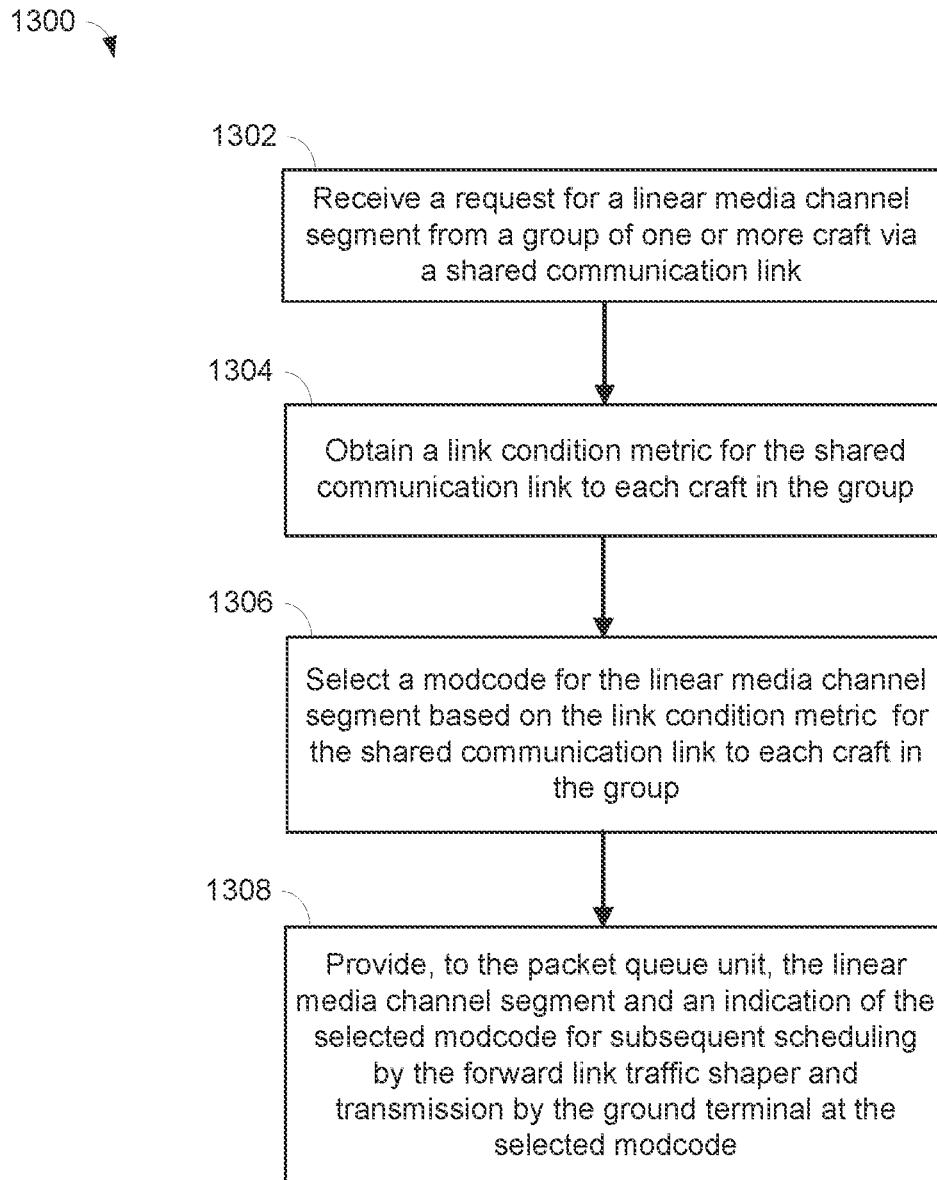 1300
1302
Receive a request for a linear media channel
segment from a group of one or more craft via
a shared communication link
1304
Obtain a link condition metric for the shared
communication link to each craft in the group
1306
Select a modcode for the linear media channel
segment based on the link condition metric for
the shared communication link to each craft in
the group
1308
Provide, to the packet queue unit, the linear
media channel segment and an indication of the
selected modcode for subsequent scheduling
by the forward link traffic shaper and
transmission by the ground terminal at the
selected modcode